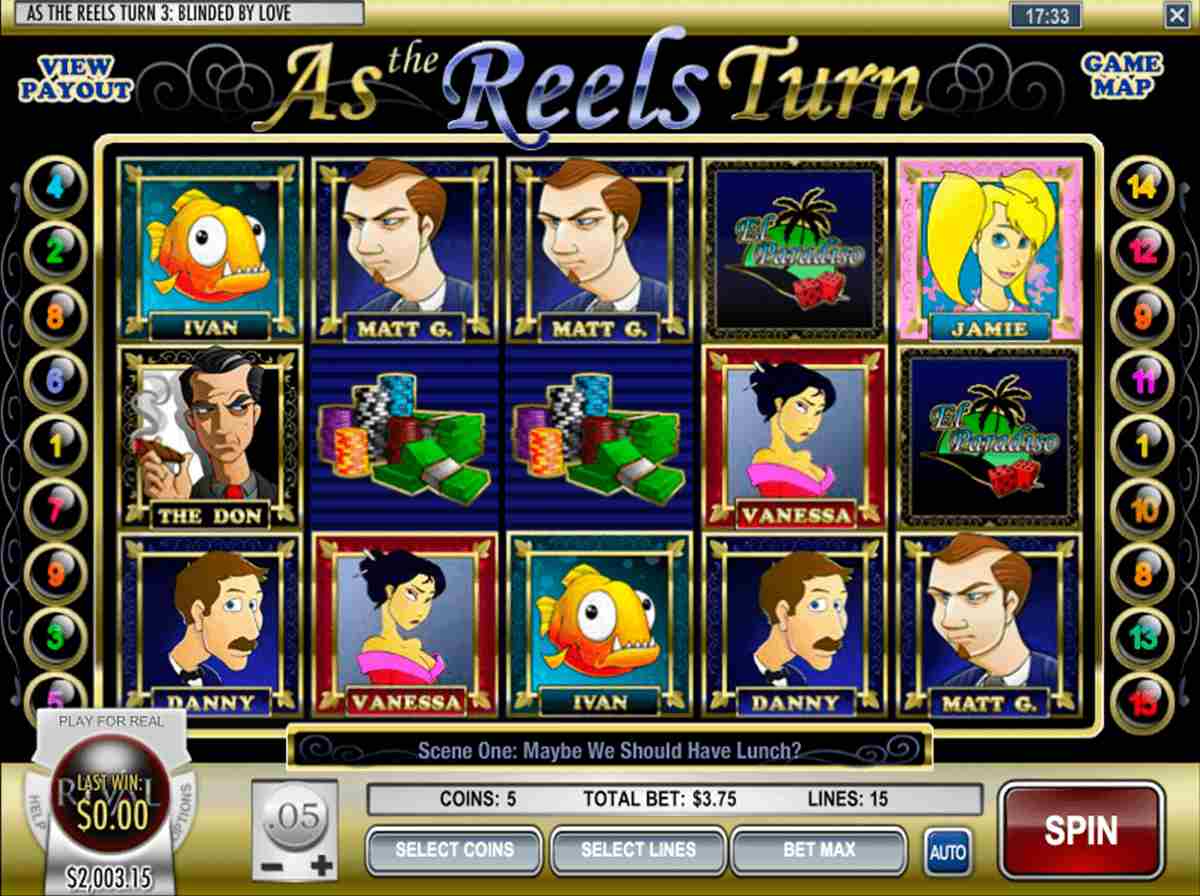 AS THE REELS TURN 3: BLINDED BY LOVE
17:33
VIEW
PAYOUT
As the Reels Turn
GAME
MAP
4
2
8
6
1
7
9
3
5
14
12
9
11
1
10
8
13
15
IVAN
MATT G.
MATT G.
El Paradiso
JAMIE
THE DON
VANESSA
El Paradiso
DANNY
VANESSA
IVAN
DANNY
MATT G.
Scene One: Maybe We Should Have Lunch?
PLAY FOR REAL
RIVAL
LAST WIN:
$0.00
HELP
OPTIONS
$2,003.15
.05
COINS: 5 TOTAL BET: $3.75 LINES: 15
SELECT COINS
SELECT LINES
BET MAX
AUTO
SPIN